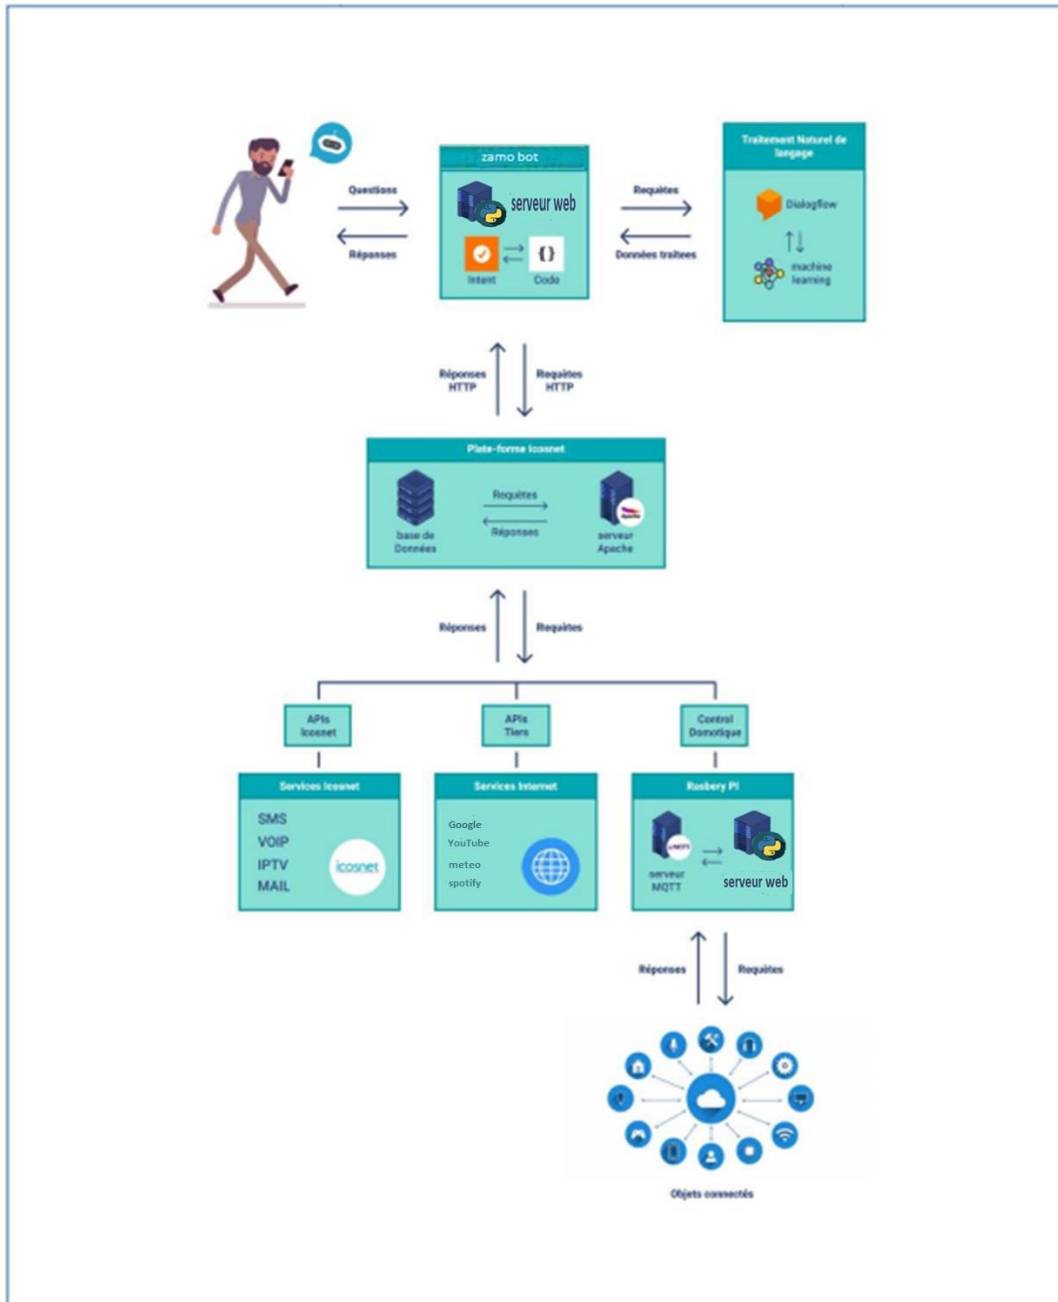 zamo bot
serveur web
Intent
Code
Questions
Réponses
Requêtes
Données traitees
Traitement Naturel de
langage
Dialogflow
machine
learning
Réponses
HTTP
Requêtes
HTTP
Plate-forme Icosnet
base de
Données
Requêtes
Réponses
serveur
Apache
Apache
Réponses
Requêtes
APIs
Icosnet
APIs
Tiers
Control
Domotique
Services Icosnet
SMS
VOIP
IPTV
MAIL
icosnet
Services Internet
Google
YouTube
meteo
spotify
Rasbery PI
serveur
MQTT
serveur web
Réponses
Requêtes
Objets connectés